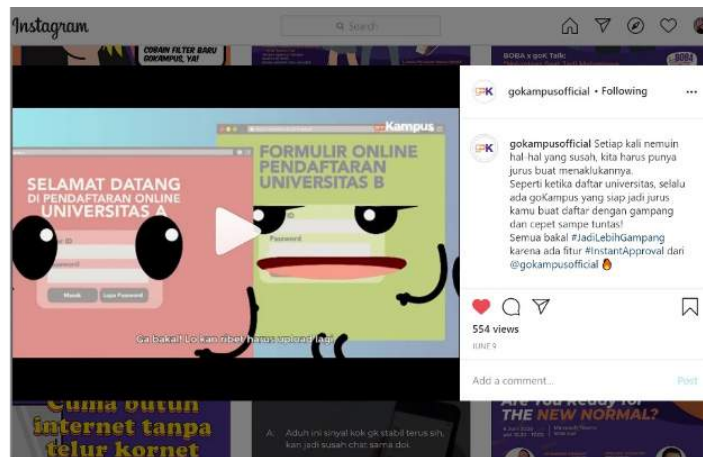 Instagram
Search
COBAIN FILTER BARU
GOKAMPUS, YA!
BOBA x goK Talk:
BOBA
Kampus
SELAMAT DATANG
DI PENDAFTARAN ONLINE
UNIVERSITAS A
ID
Password
Masuk
Lupa Password
FORMULIR ONLINE
PENDAFTARAN
UNIVERSITAS B
ID
Password
Ga bakal! Lo kan ribet harus upload lagi
gokampusofficial • Following
gokampusofficial Setiap kali nemuin
hal-hal yang susah, kita harus punya
jurus buat menaklukannya.
Seperti ketika daftar universitas, selalu
ada goKampus yang siap jadi jurus
kamu buat daftar dengan gampang
dan cepet sampe tuntas!
Semua bakal #JadiLebihGampang
karena ada fitur #InstantApproval dari
@gokampusofficial
554 views
JUNE 9
Add a comment...
Post
Cuma butuh
internet tanpa
telur kornet
A: Aduh ini sinyal kok gk stabil terus sih,
kan jadi susah chat sama doi.
Are You Ready for
THE NEW NORMAL?